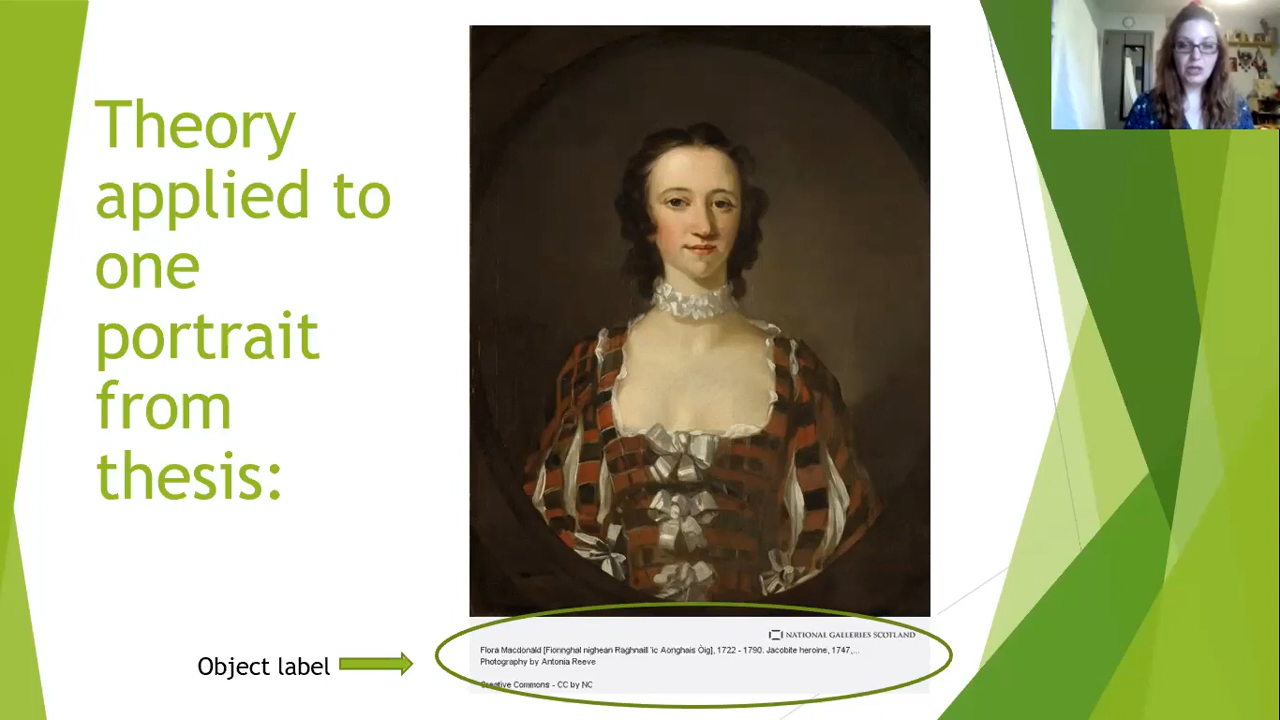 Theory
applied to
one
portrait
from
thesis:
NATIONAL GALLERIES SCOTLAND
Flora Macdonald [Fionnghal nighean Raghnaill 'ic Aonghais Òig], 1722 - 1790. Jacobite heroine, 1747,...
Photography by Antonia Reeve
Object label
Creative Commons - CC by NC